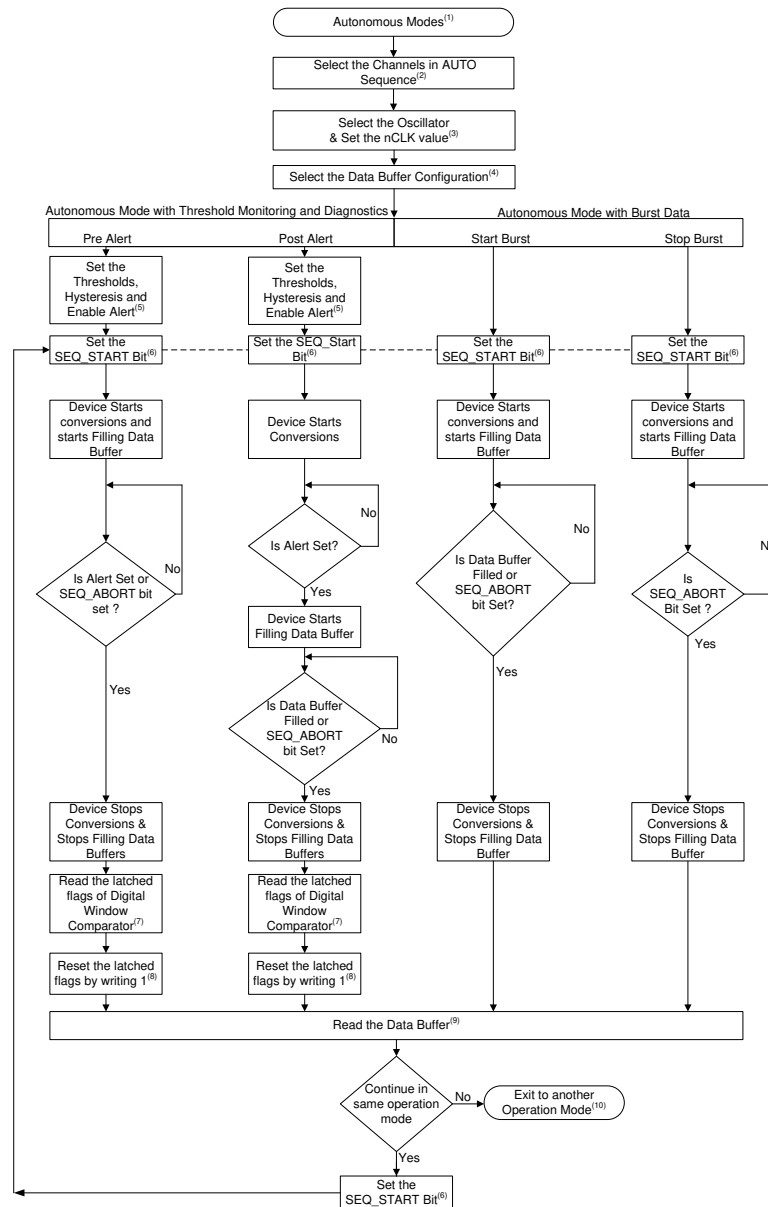 Autonomous Modes(1)
Select the Channels in AUTO
Sequence(2)
Select the Oscillator
& Set the nCLK value(3)
Select the Data Buffer Configuration(4)
Autonomous Mode with Threshold Monitoring and Diagnostics
Autonomous Mode with Burst Data
Pre Alert
Post Alert
Start Burst
Stop Burst
Set the
Thresholds,
Hysteresis and
Enable Alert(5)
Set the
Thresholds,
Hysteresis and
Enable Alert(5)
Set the
SEQ_START Bit(6)
Set the SEQ_Start
Bit(6)
Set the
SEQ_START Bit(6)
Set the
SEQ_START Bit(6)
Device Starts
conversions and
starts Filling Data
Buffer
Device Starts
Conversions
Device Starts
conversions and
starts Filling Data
Buffer
Device Starts
conversions and
starts Filling Data
Buffer
Is Alert Set or
SEQ_ABORT bit
set ?
No
Yes
Is Alert Set?
No
Yes
Device Starts
Filling Data Buffer
Is Data Buffer
Filled or
SEQ_ABORT
bit Set?
No
Yes
Is Data Buffer
Filled or
SEQ_ABORT
bit Set?
No
Yes
Is
SEQ_ABORT
Bit Set ?
Yes
Device Stops
Conversions &
Stops Filling Data
Buffers
Device Stops
Conversions &
Stops Filling Data
Buffers
Device Stops
Conversions &
Stops Filling Data
Buffer
Device Stops
Conversions &
Stops Filling Data
Buffer
Read the latched
flags of Digital
Window
Comparator(7)
Read the latched
flags of Digital
Window
Comparator(7)
Reset the latched
flags by writing 1(8)
Reset the latched
flags by writing 1(8)
Read the Data Buffer(9)
Continue in
same operation
mode
No
Exit to another
Operation Mode(10)
Yes
Set the
SEQ_START Bit(6)